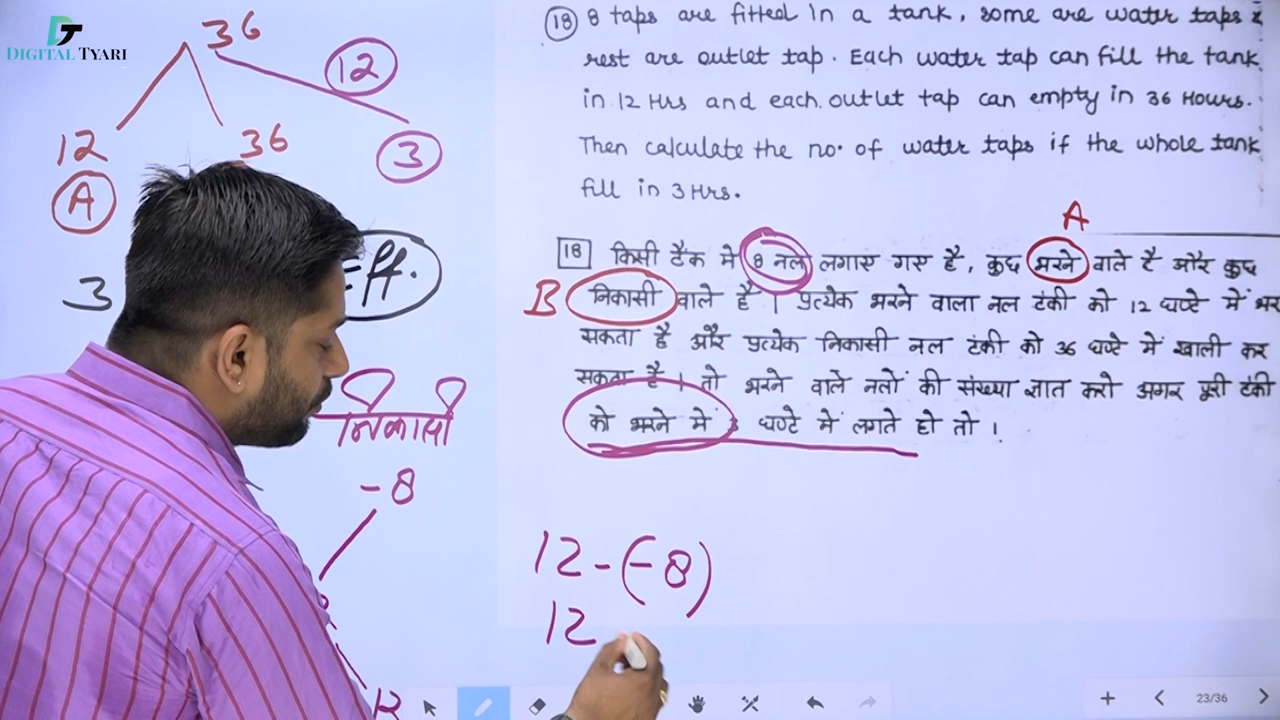 DT
DIGITAL TYARI
36
12
12
36
3
A
3
= ff.
निकासी
- 8
12
(18) 8 taps are fitted in a tank, some are water taps &
rest are outlet tap. Each water tap can fill the tank
in 12 Hrs and each outlet tap can empty in 36 Hours.
Then calculate the no. of water taps if the whole tank
fill in 3 Hrs.
A
18 किसी टैंक में 8 नल लगाए गए है, कुछ भरने वाले है और कुछ
B निकासी वाले है । प्रत्येक भरने वाला नल टंकी को 12 घण्टे में भर
सकता है और प्रत्येक निकासी नल टंकी को 36 घण्टे में खाली कर
सकता है । तो भरने वाले नलों की संख्या ज्ञात करो अगर पूरी टंकी
को भरने में 3 घण्टे में लगते हो तो ।
12 - (- 8)
12
23/36